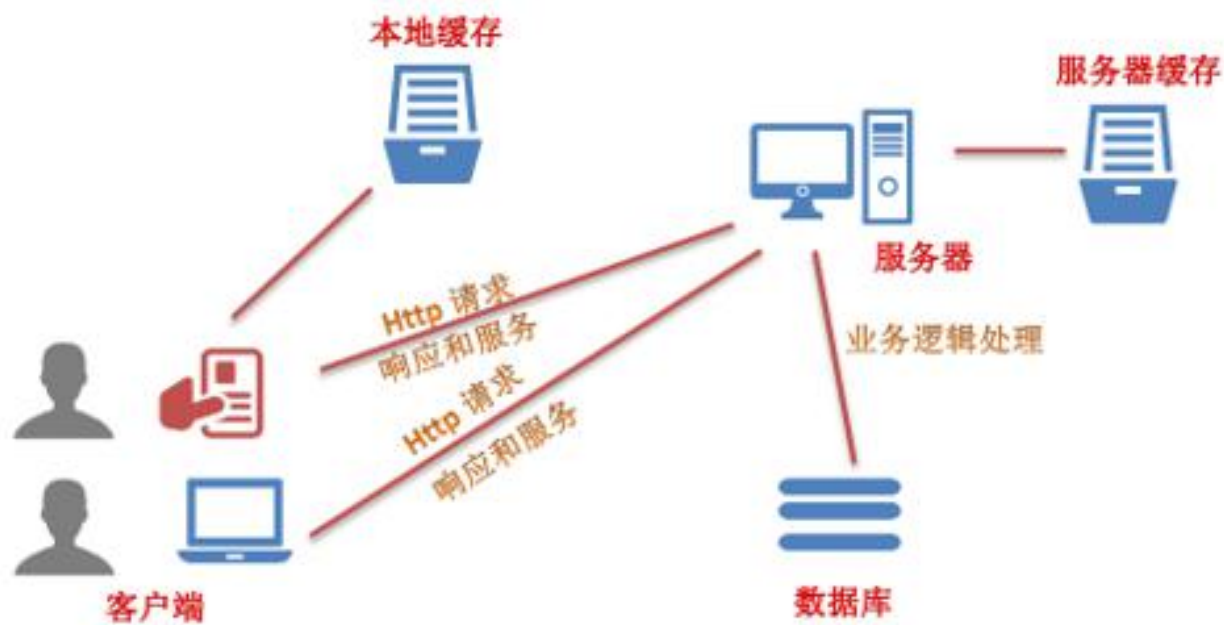 本地缓存
服务器缓存
服务器
Http 请求
响应和服务
业务逻辑处理
Http 请求
响应和服务
客户端
数据库